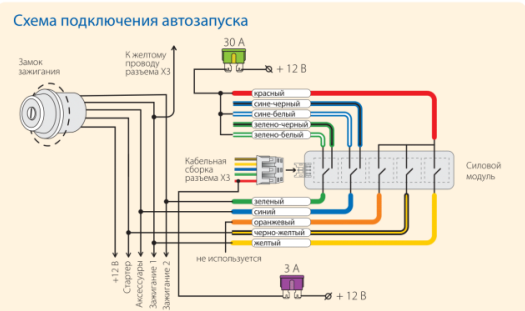 Схема подключения автозапуска
Замок
зажигания
К желтому
проводу
разъема X3
30 А
+ 12 В
красный
сине-черный
сине-белый
зелено-черный
зелено-белый
Кабельная
сборка
разъема X3
Силовой
модуль
зеленый
синий
оранжевый
черно-желтый
желтый
не используется
+12 В
Стартер
Аксессуары
Зажигание 1
Зажигание 2
3 А
+ 12 В